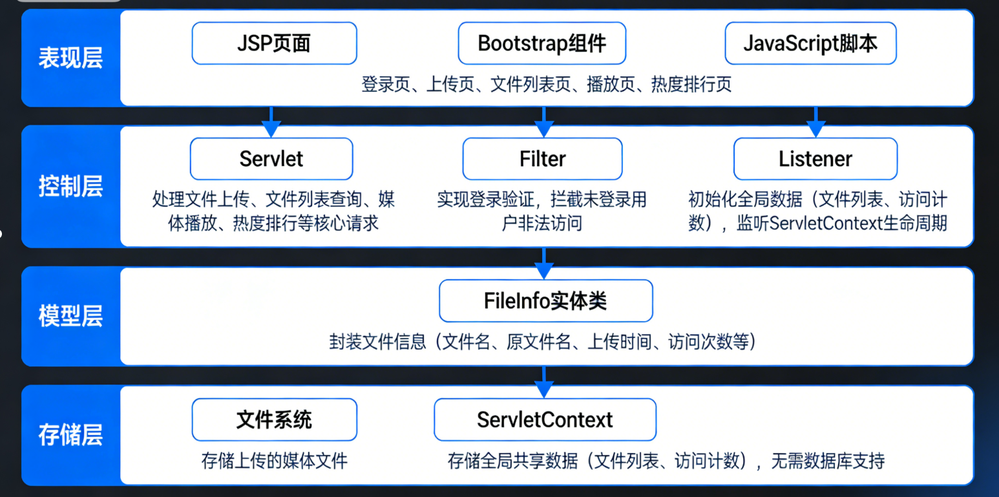 表现层
JSP页面
Bootstrap组件
JavaScript脚本
登录页、上传页、文件列表页、播放页、热度排行页
控制层
Servlet
处理文件上传、文件列表查询、媒
体播放、热度排行等核心请求
Filter
实现登录验证，拦截未登录用
户非法访问
Listener
初始化全局数据（文件列表、访问计
数），监听ServletContext生命周期
模型层
FileInfo实体类
封装文件信息（文件名、原文件名、上传时间、访问次数等）
存储层
文件系统
存储上传的媒体文件
ServletContext
存储全局共享数据（文件列表、访问计数），无需数据库支持